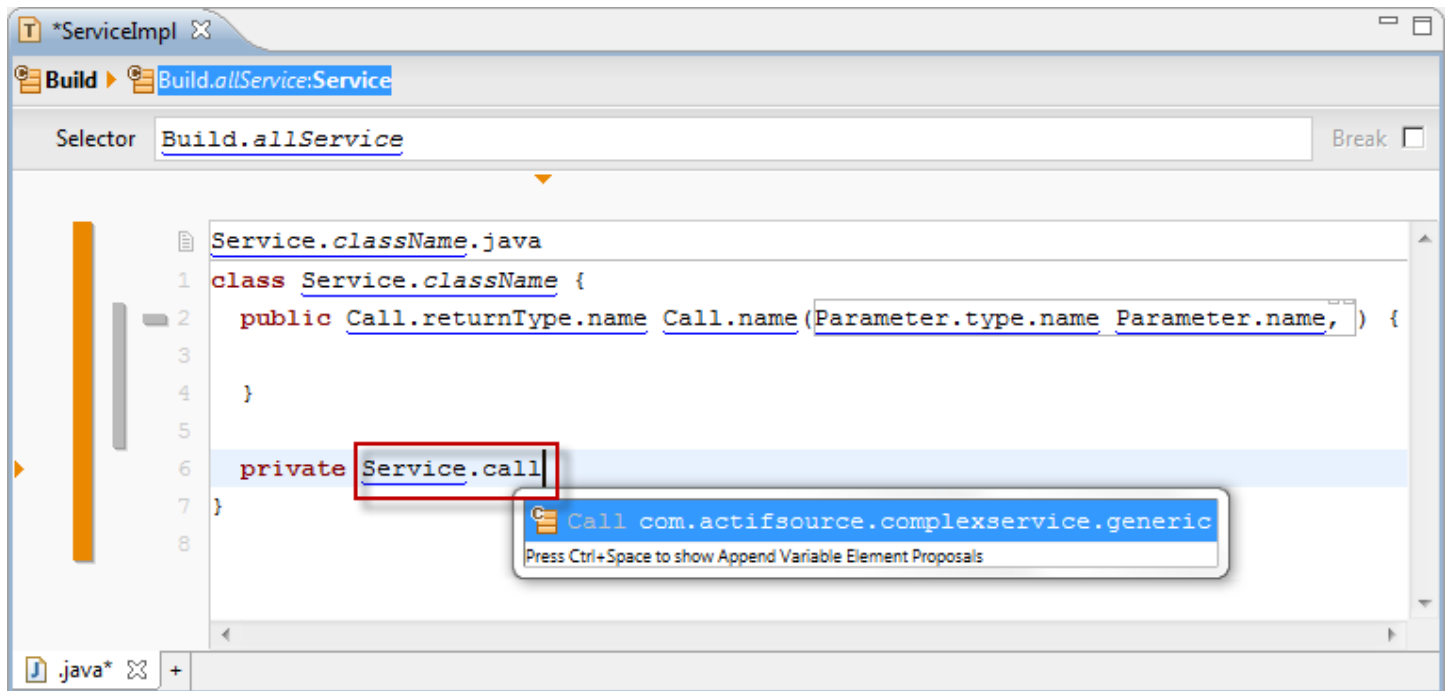 *ServiceImpl
Build Build.allService:Service
Selector Build.allService Break
Service.className.java
1 class Service.className {
2 public Call.returnType.name Call.name(Parameter.type.name Parameter.name, ) {
3
4 }
5
6 private Service.call
7 }
8
Call com.actifsource.complexservice.generic
Press Ctrl+Space to show Append Variable Element Proposals
.java* +